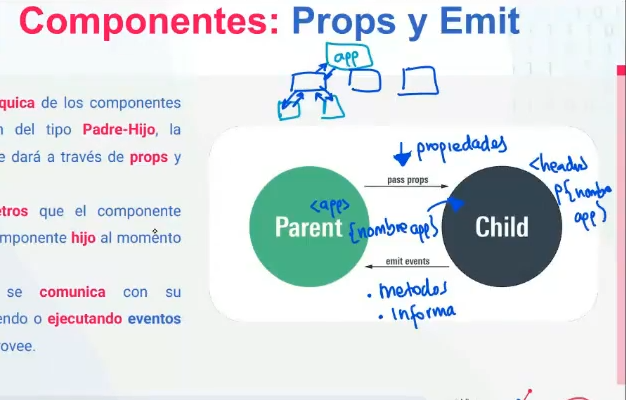 Componentes: Props y Emit
app
quica de los componentes
n del tipo Padre-Hijo, la
e dará a través de props y
etros que el componente
mponente hijo al momento
se comunica con su
endo o ejecutando eventos
rovee.
propiedades
pass props
<header
p{nombre
app}
<app>
Parent
{nombre app}
Child
emit events
• metodos
• informa